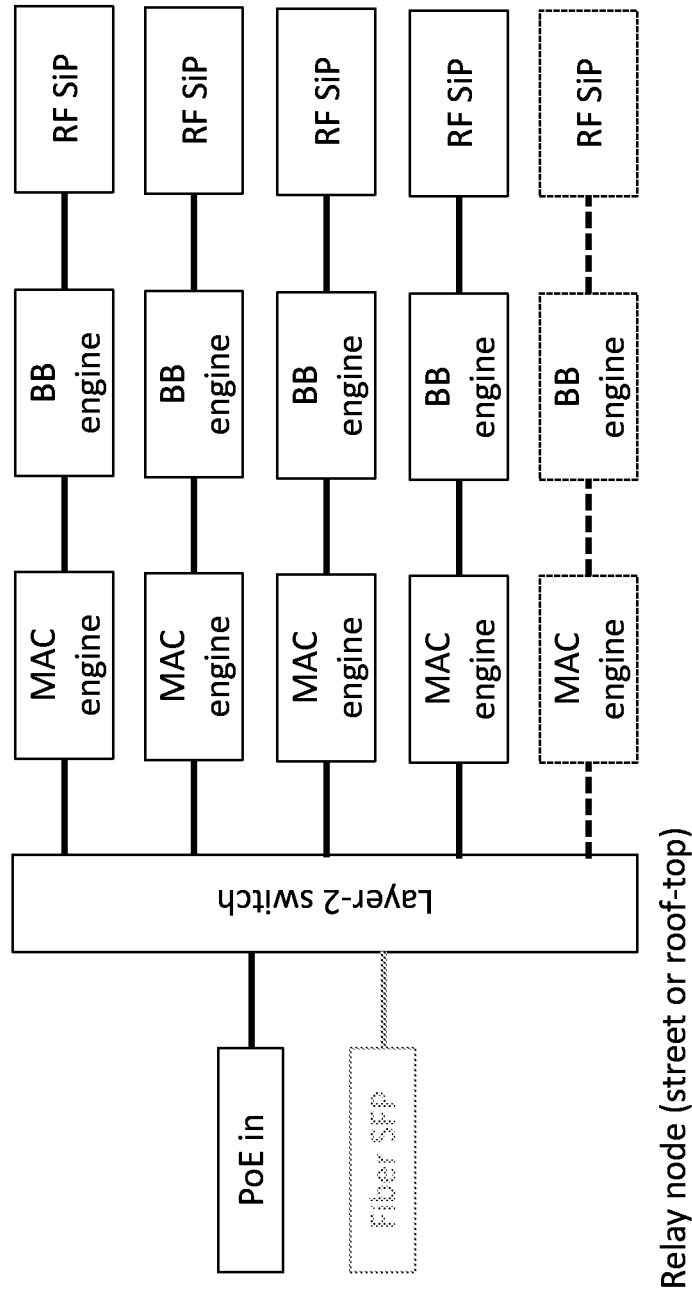 PoE in
Fiber SFP
Layer-2 switch
MAC
engine
BB
engine
RF SiP
MAC
engine
BB
engine
RF SiP
MAC
engine
BB
engine
RF SiP
MAC
engine
BB
engine
RF SiP
MAC
engine
BB
engine
RF SiP
Relay node (street or roof-top)